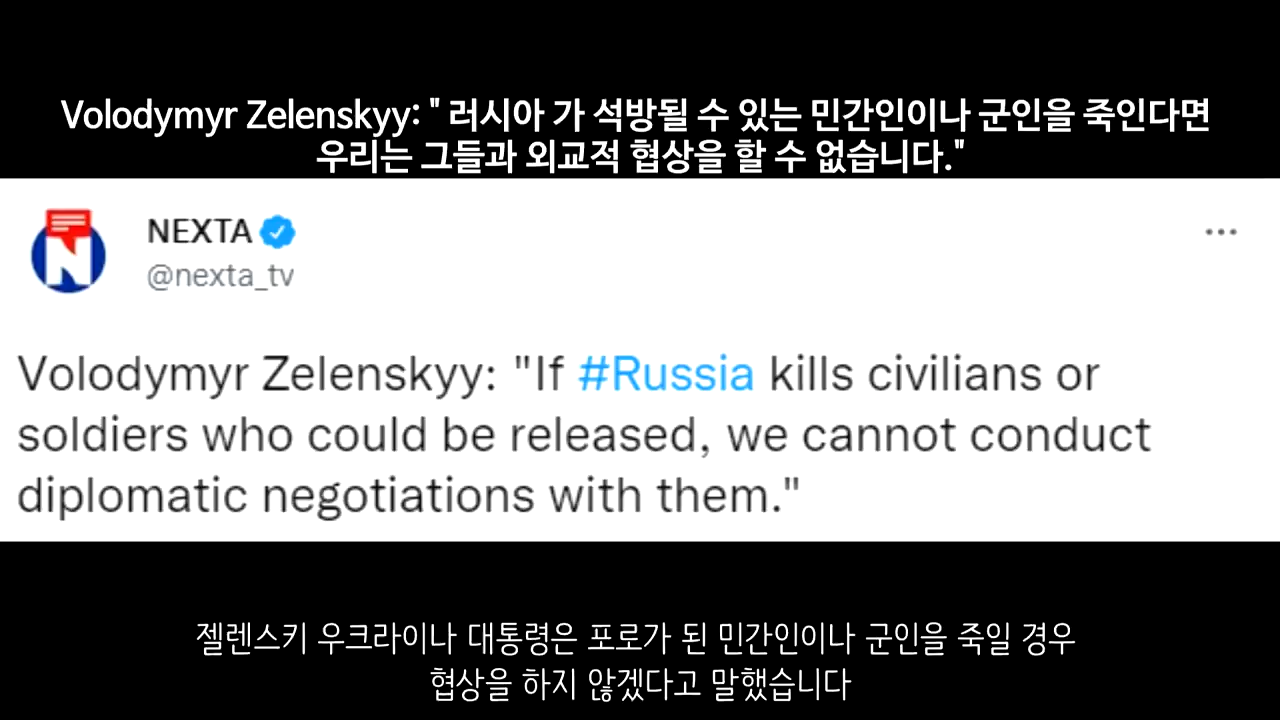 Volodymyr Zelenskyy: " 러시아 가 석방될 수 있는 민간인이나 군인을 죽인다면
우리는 그들과 외교적 협상을 할 수 없습니다."
NEXTA
@nexta_tv
Volodymyr Zelenskyy: "If #Russia kills civilians or
soldiers who could be released, we cannot conduct
diplomatic negotiations with them."
젤렌스키 우크라이나 대통령은 포로가 된 민간인이나 군인을 죽일 경우
협상을 하지 않겠다고 말했습니다